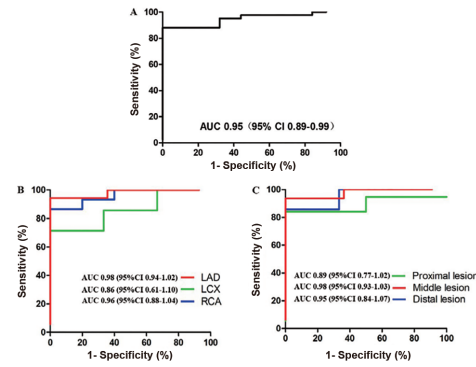 A
100
80
60
40
20
0
Sensitivity (%)
AUC 0.95 (95% CI 0.89-0.99)
0 20 40 60 80 100
1- Specificity (%)
B
100
80
60
40
20
0
Sensitivity (%)
AUC 0.98 (95%CI 0.94-1.02) LAD
AUC 0.86 (95%CI 0.61-1.10) LCX
AUC 0.96 (95%CI 0.88-1.04) RCA
0 20 40 60 80 100
1- Specificity (%)
C
100
80
60
40
20
0
Sensitivity (%)
AUC 0.89 (95%CI 0.77-1.02) Proximal lesion
AUC 0.98 (95%CI 0.93-1.03) Middle lesion
AUC 0.95 (95%CI 0.84-1.07) Distal lesion
0 20 40 60 80 100
1- Specificity (%)